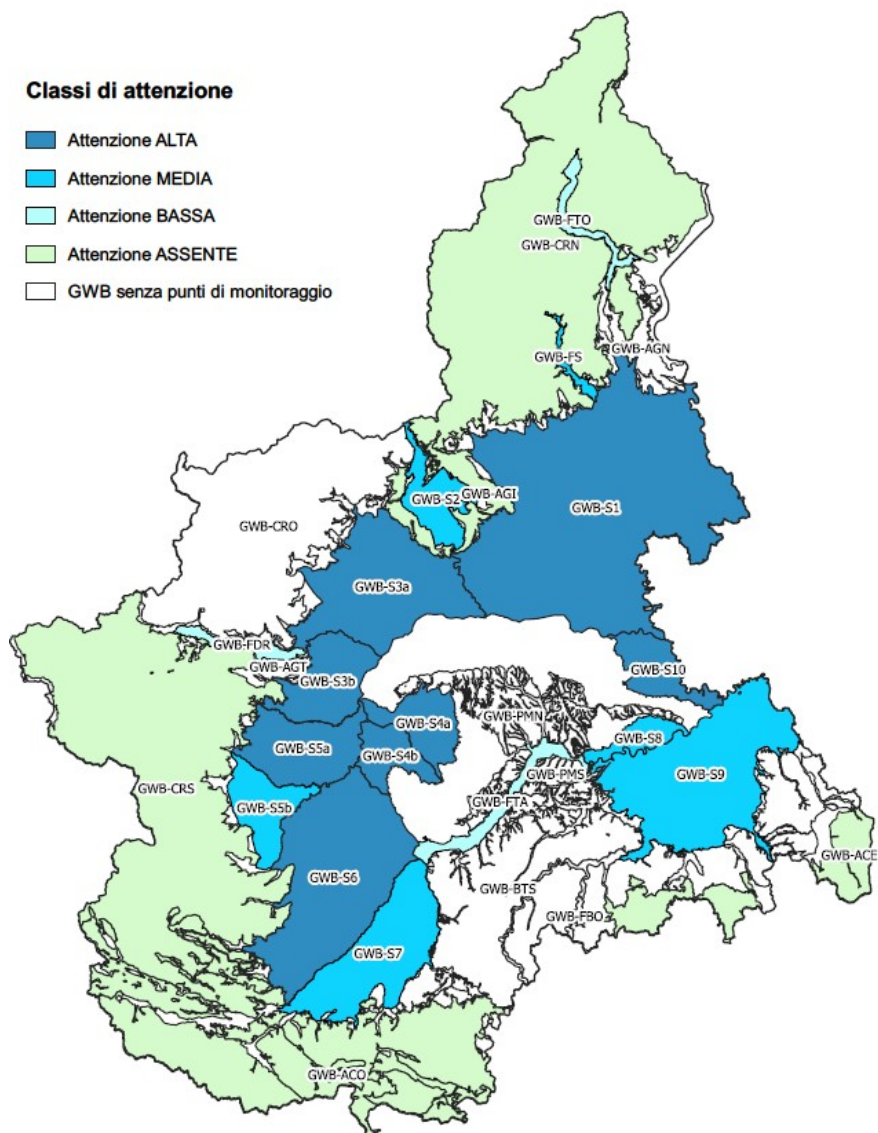 Classi di attenzione
Attenzione ALTA
Attenzione MEDIA
Attenzione BASSA
Attenzione ASSENTE
GWB senza punti di monitoraggio
GWB-FTO
GWB-CRN
GWB-AGN
GWB-FS
GWB-S2
GWB-AGI
GWB-S1
GWB-CRO
GWB-S3a
GWB-FDR
GWB-AGT
GWB-S3b
GWB-S10
GWB-PMN
GWB-S4a
GWB-S8
GWB-S5a
GWB-S4b
GWB-PMS
GWB-S9
GWB-CRS
GWB-FTA
GWB-S5b
GWB-ACE
GWB-S6
GWB-BTS
GWB-FBO
GWB-S7
GWB-ACO